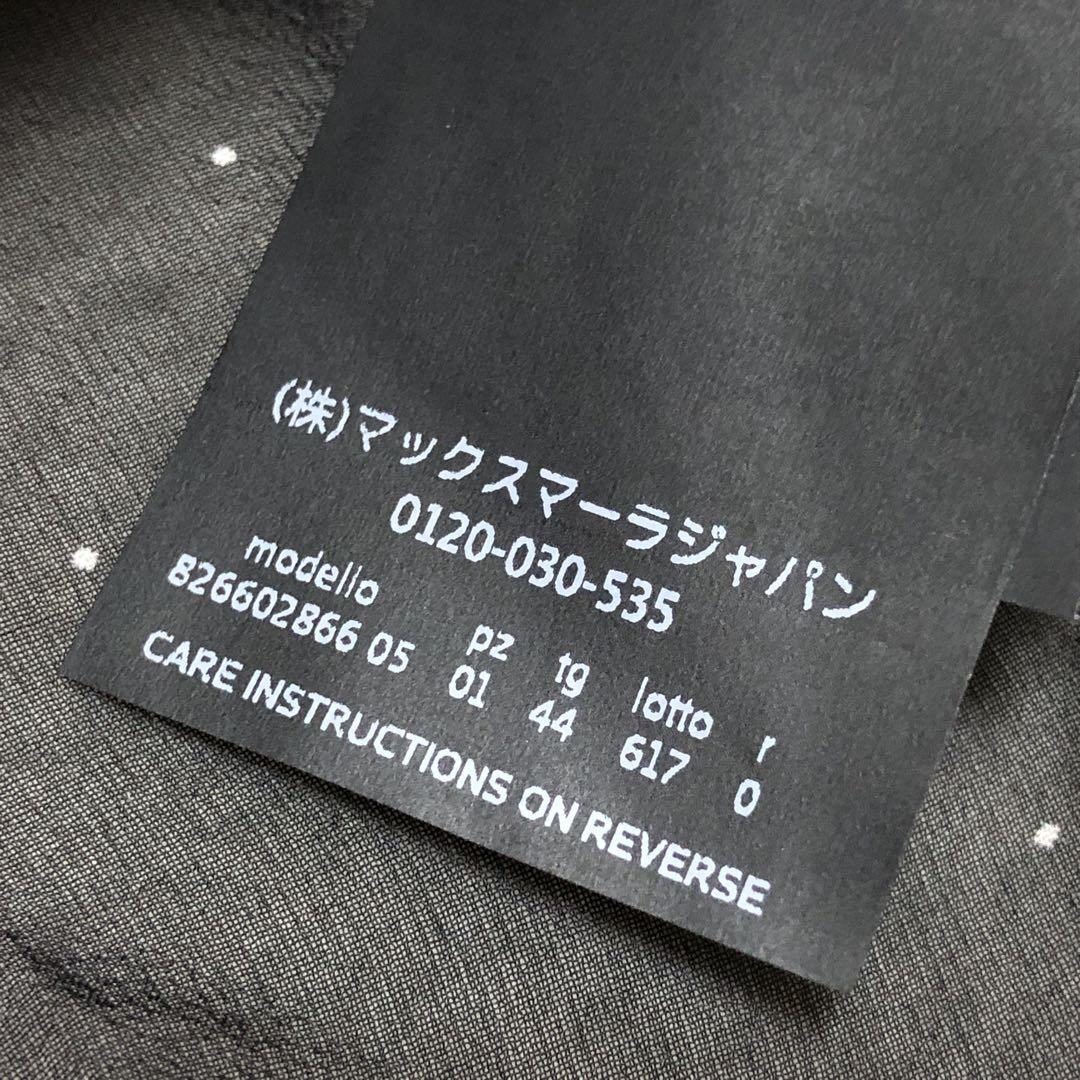 (株)マックスマーラジャパン
0120-030-535
modello pz tg lotto r
826602866 05 01 44 617 0
CARE INSTRUCTIONS ON REVERSE